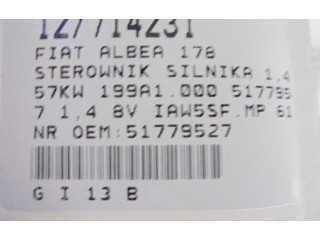 127714231
FIAT ALBEA 178
STEROWNIK SILNIKA 1,4
57KW 199A1.000 517795
7 1,4 8V IAW5SF.MP 61
NR OEM:51779527
G I 13 B